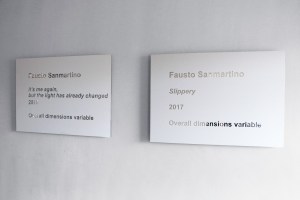 Fausto Sanmartino
It's me again,
but the light has already changed
Overall dimensions variable
Fausto Sanmartino
Slippery
2017
Overall dimensions variable